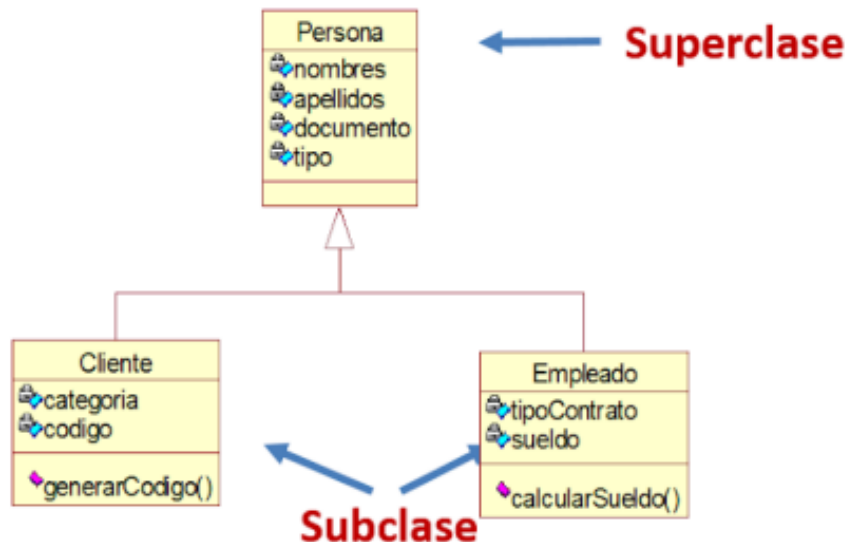 Persona
Superclase
nombres
apellidos
documento
tipo
Cliente
categoria
codigo
generarCodigo()
Empleado
tipoContrato
sueldo
calcularSueldo()
Subclase